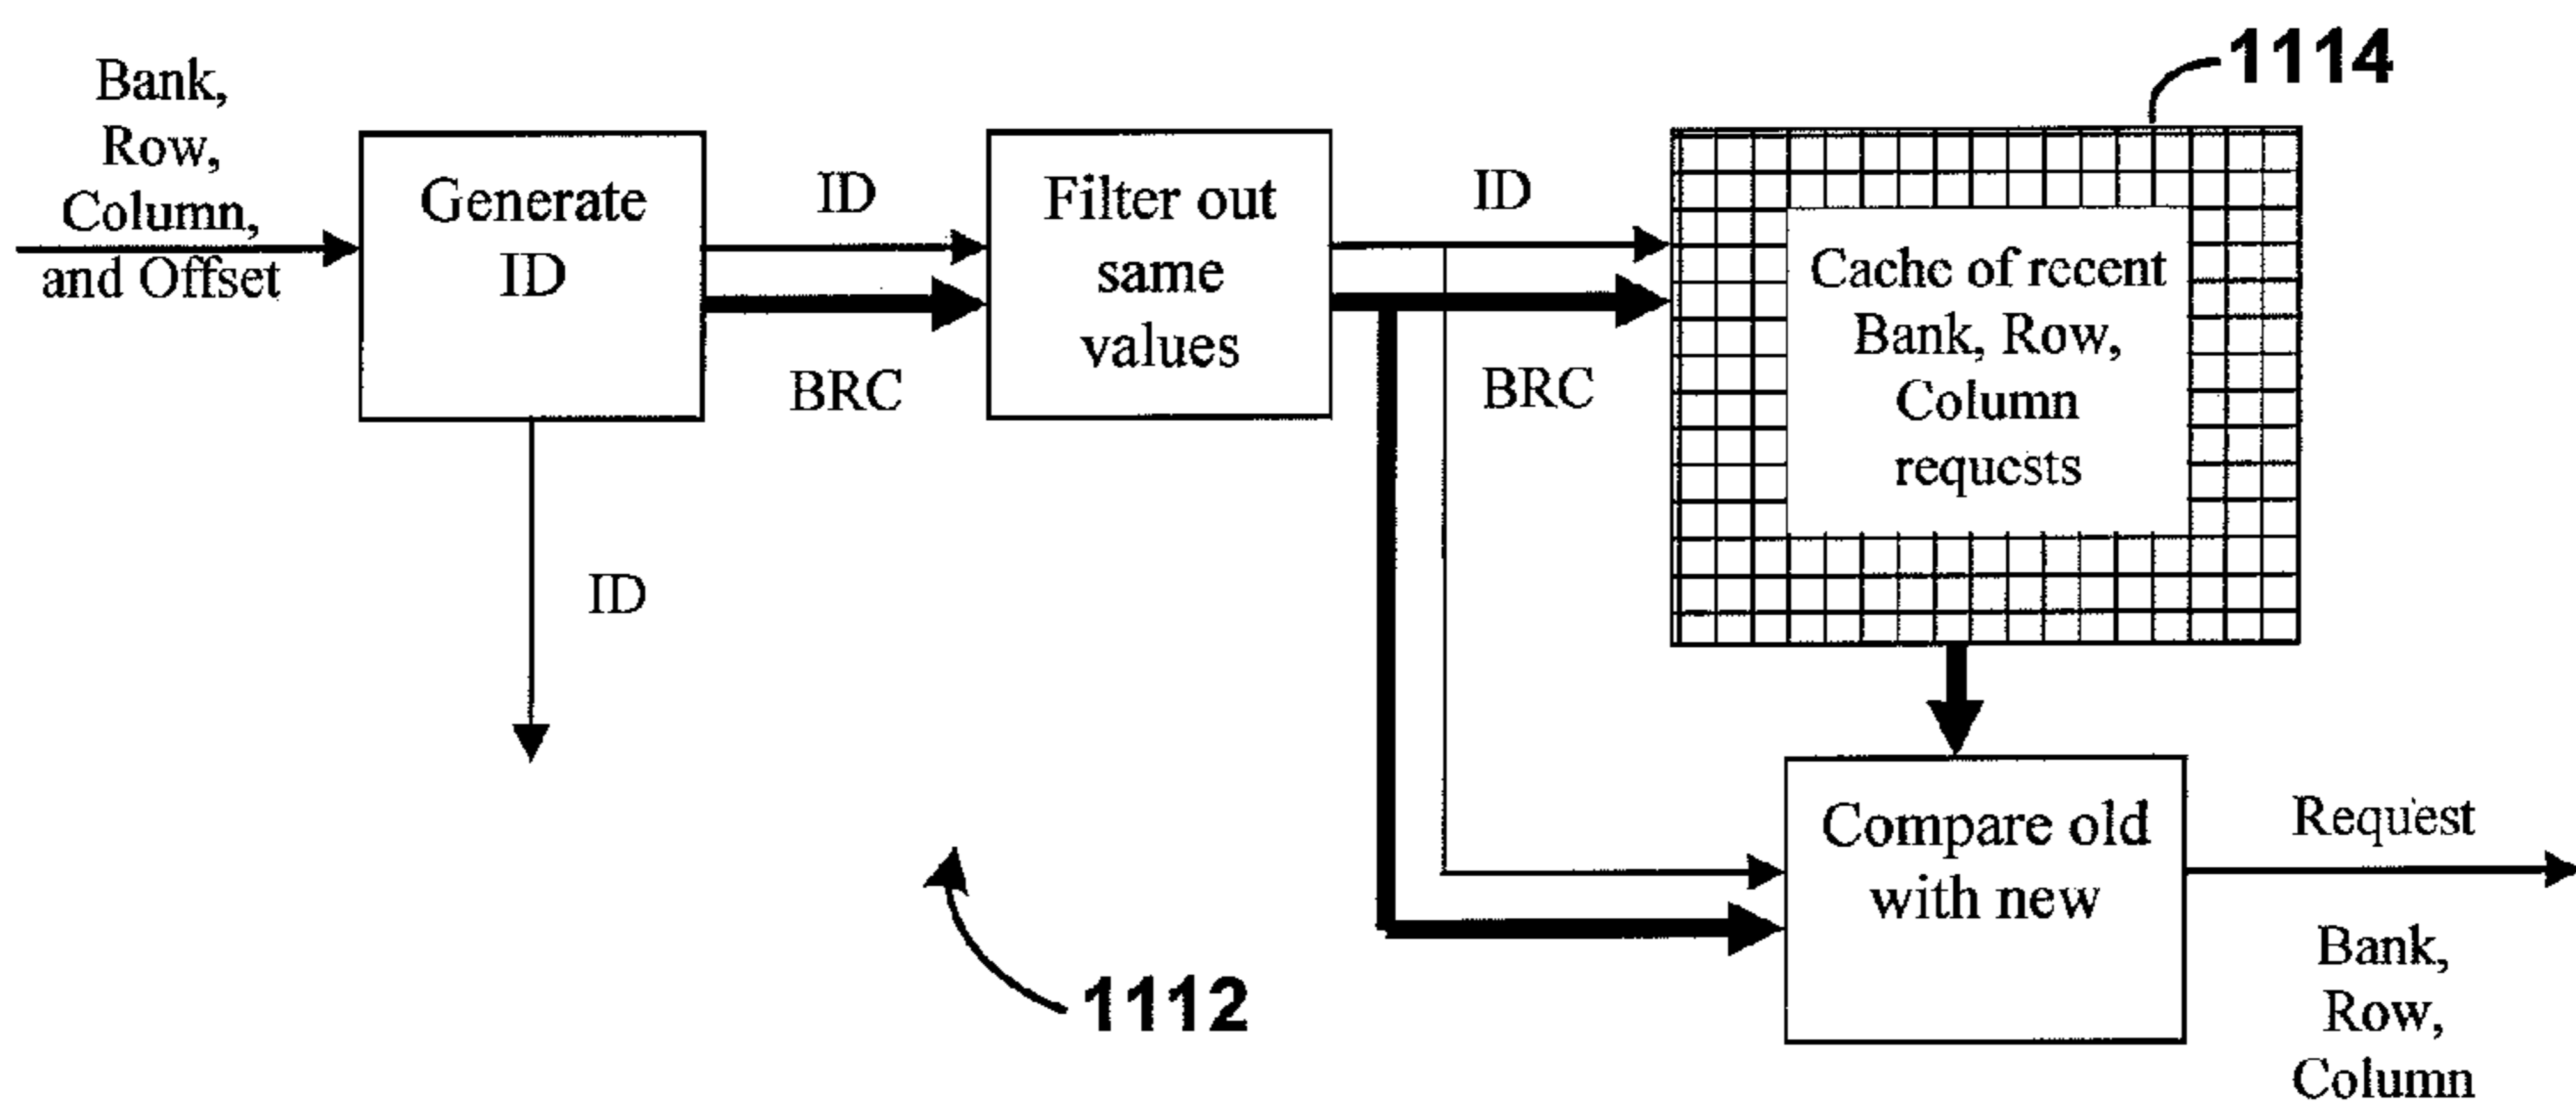 1114
Bank,
Row,
Column,
and Offset
Generate
ID
ID
BRC
Filter out
same
values
ID
BRC
Cache of recent
Bank, Row,
Column
requests
ID
Compare old
with new
Request
Bank,
Row,
Column
1112